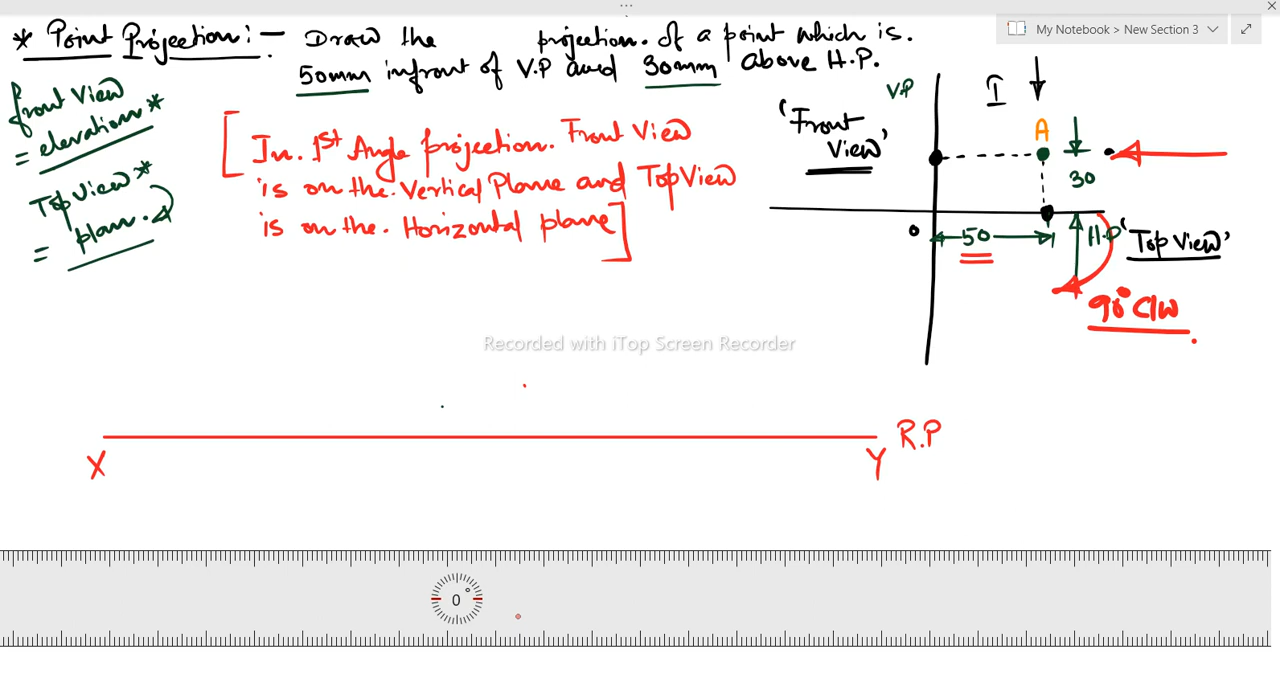 * Point Projection:- Draw the projection. Of a point which is.
50mm infront of V.P and 30mm above H.P.
My Notebook > New Section 3
front View
= elevation*
Top View*
= plan.
[In. 1st Angle projection. Front View
is on the. Vertical Plane and Top View
is on the. Horizontal plane]
V.P
I
'Front
View'
A
30
0
50
H.P
'Top View'
90° C/W
Recorded with iTop Screen Recorder
X
Y
R.P
0°